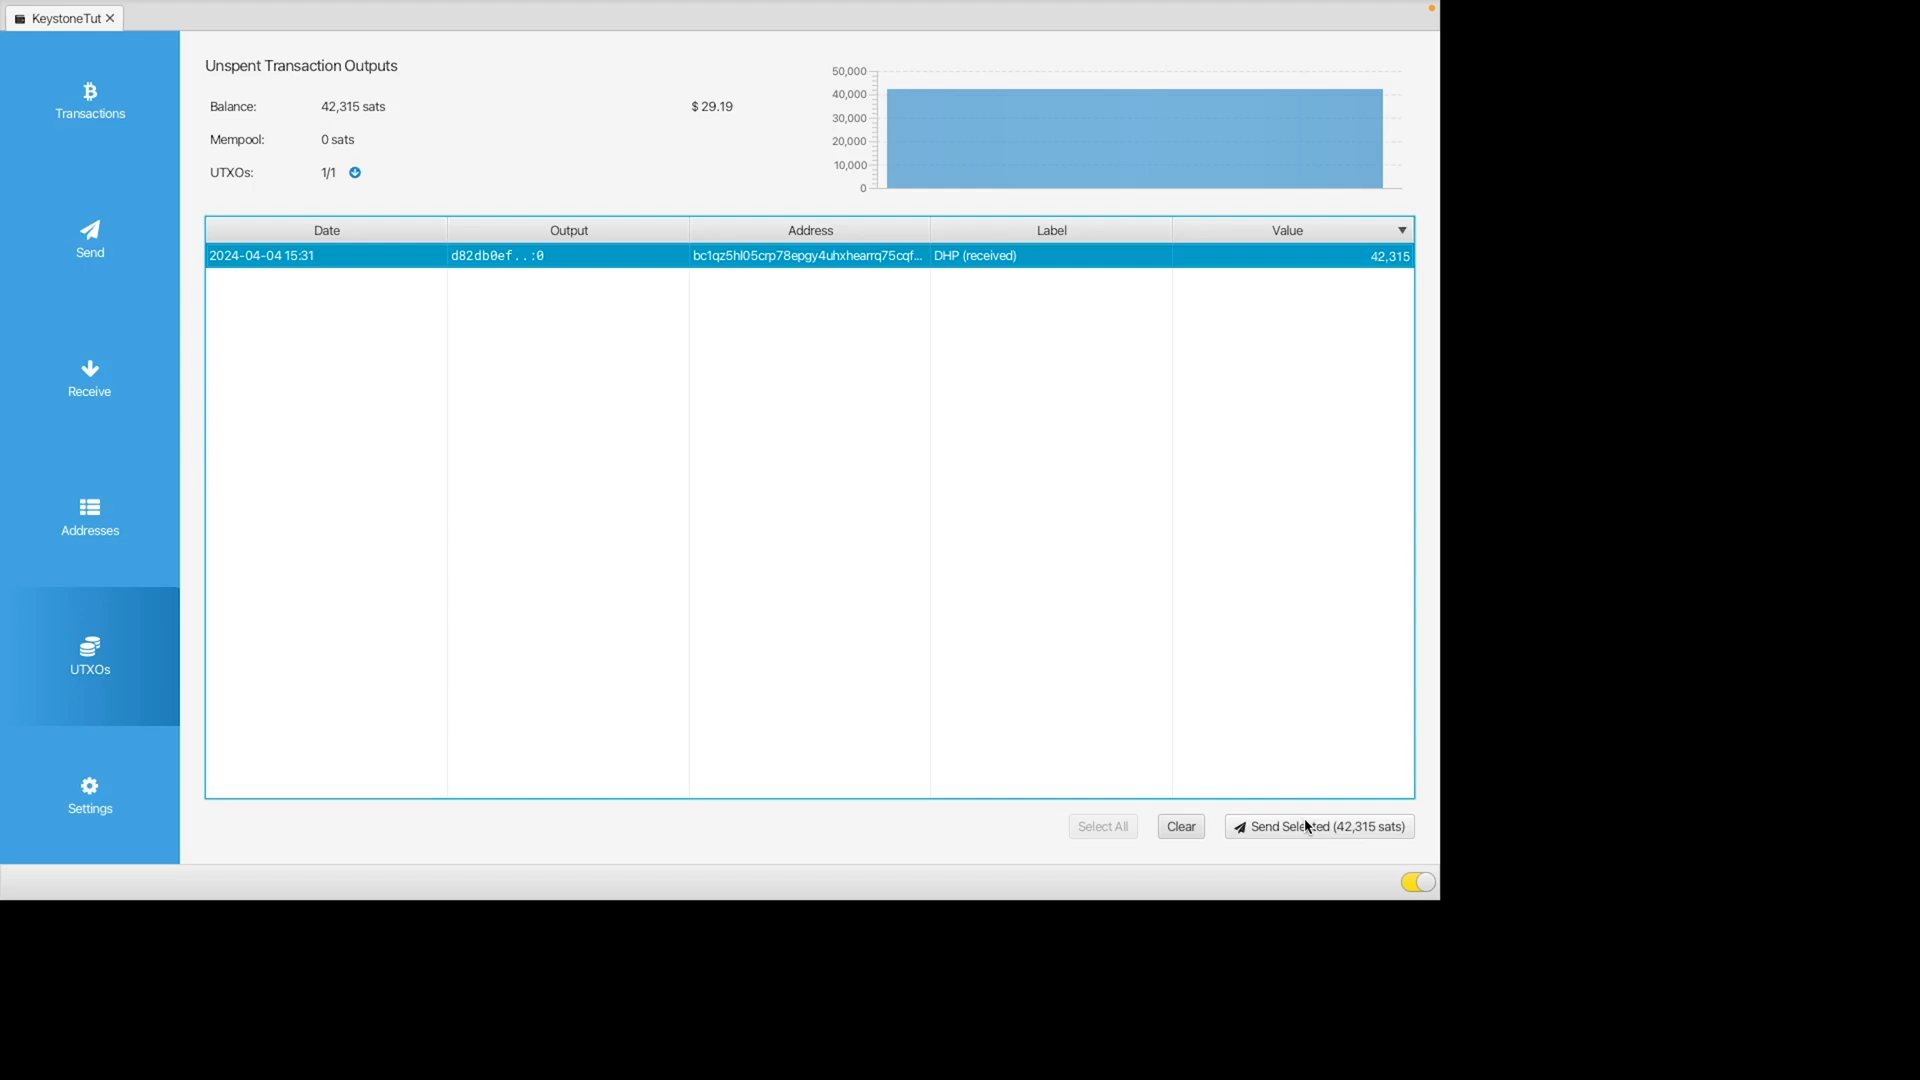 KeystoneTut
Transactions
Send
Receive
Addresses
UTXOs
Settings
Unspent Transaction Outputs
Balance: 42,315 sats $ 29.19
Mempool: 0 sats
UTXOs: 1/1
50,000
40,000
30,000
20,000
10,000
0
Date Output Address Label Value
2024-04-04 15:31 d82db0ef..:0 bc1qz5hl05crp78epgy4uhxhearrq75cqf... DHP (received) 42,315
Select All Clear Send Selected (42,315 sats)